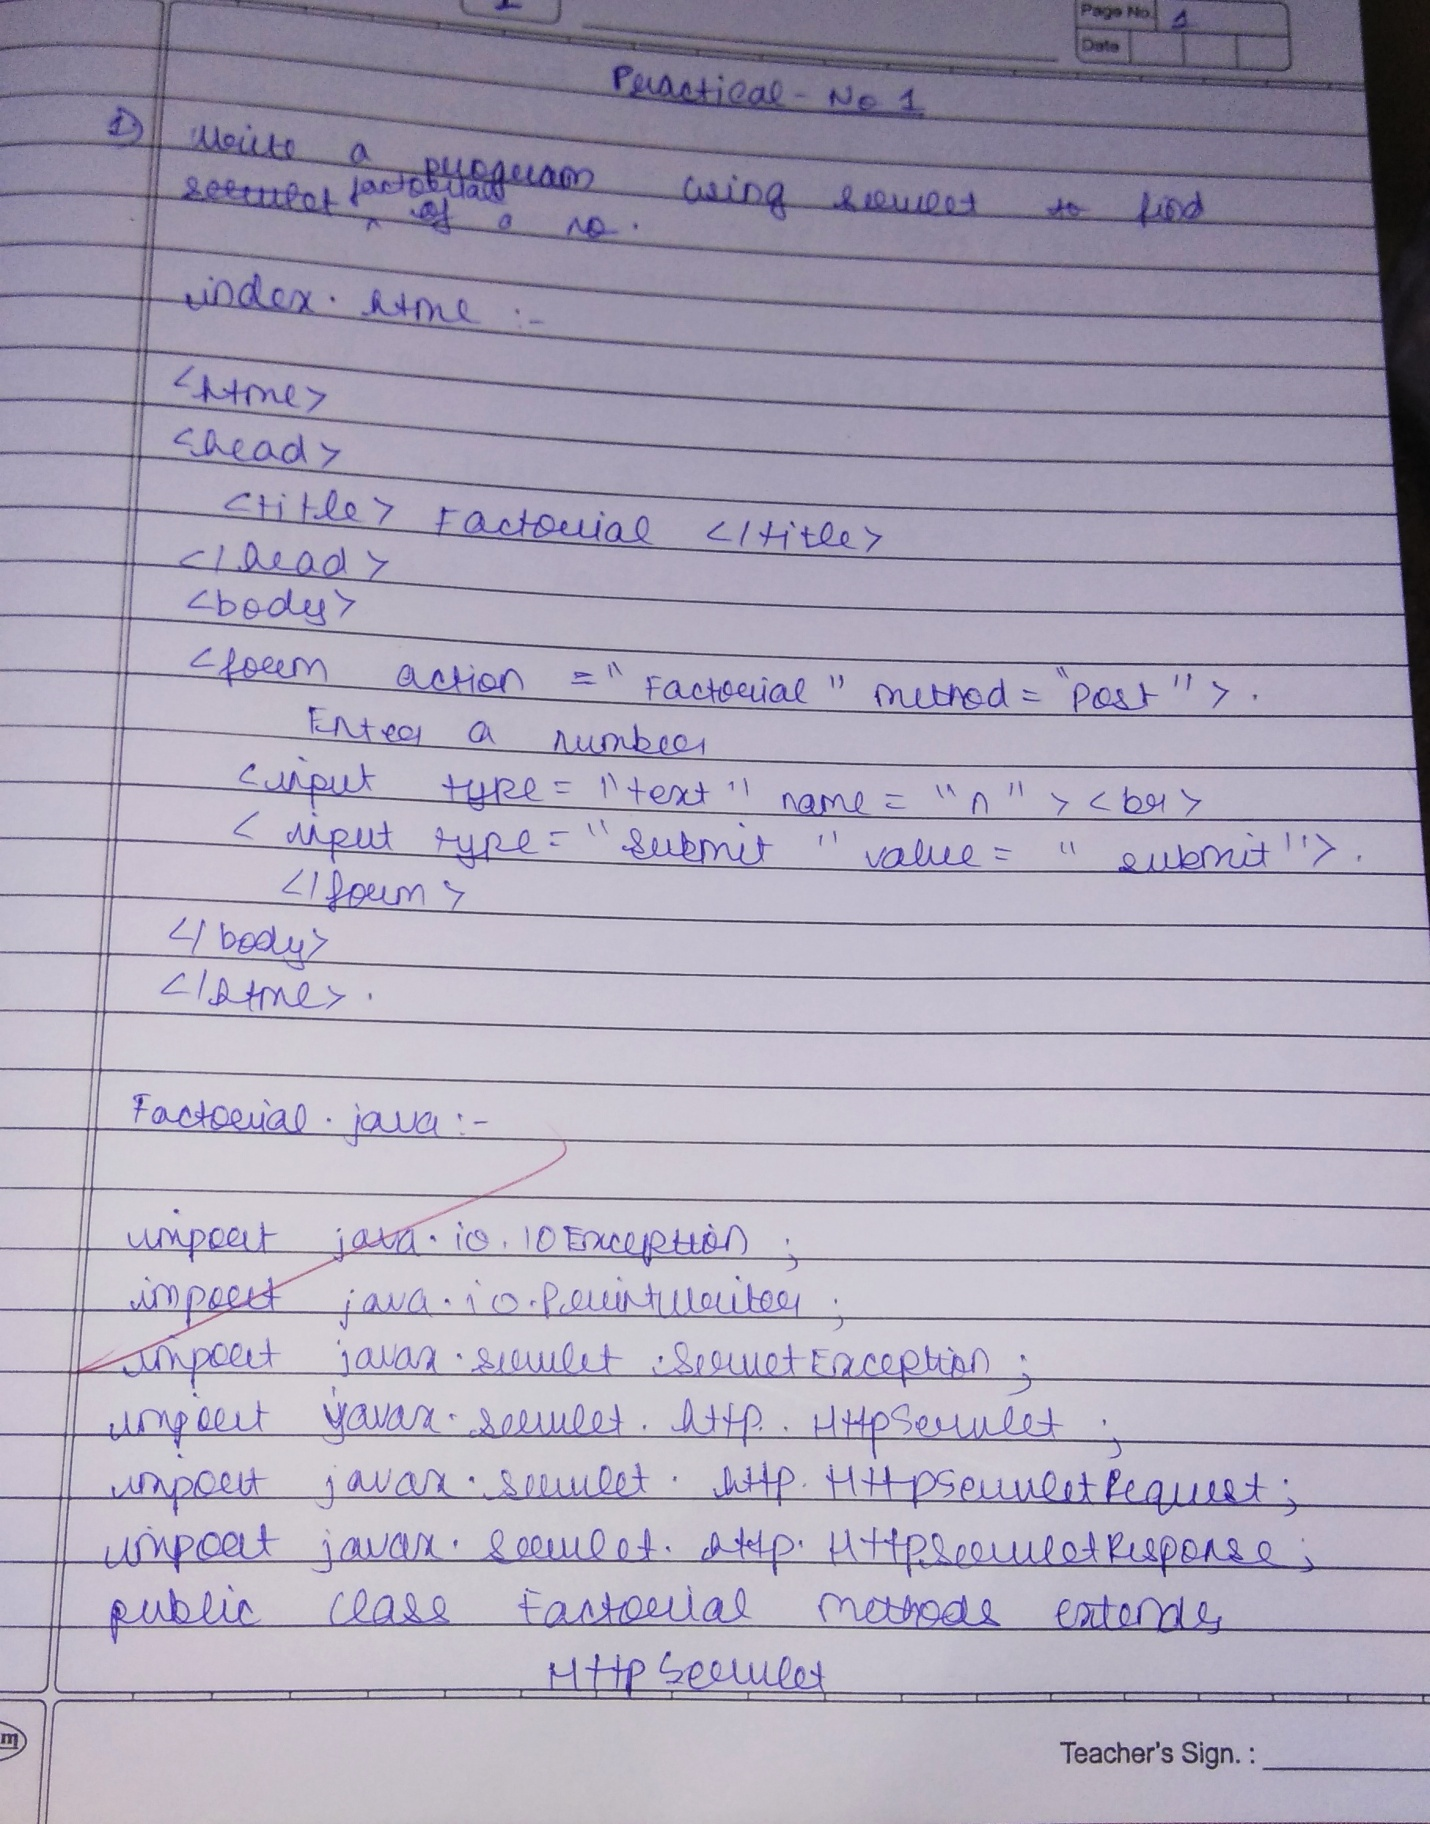 1
Page No. 1
Date
Practical - No 1
1) Write a program using servlet to find
servlet factorial of a no.
index.html :-
<html>
<head>
<title> Factorial </title>
</head>
<body>
<form action = "Factorial" method = "Post">.
Enter a number
<input type = "text" name = "n"><br>
<input type = "submit" value = "submit">.
</form>
</body>
</html>.
Factorial.java :-
import java.io.IOException;
import java.io.PrintWriter;
import javax.servlet.ServletException;
import javax.servlet.http.HttpServlet;
import javax.servlet.http.HttpServletRequest;
import javax.servlet.http.HttpServletResponse;
public class Factorial methods extends
HttpServlet
m
Teacher's Sign. :